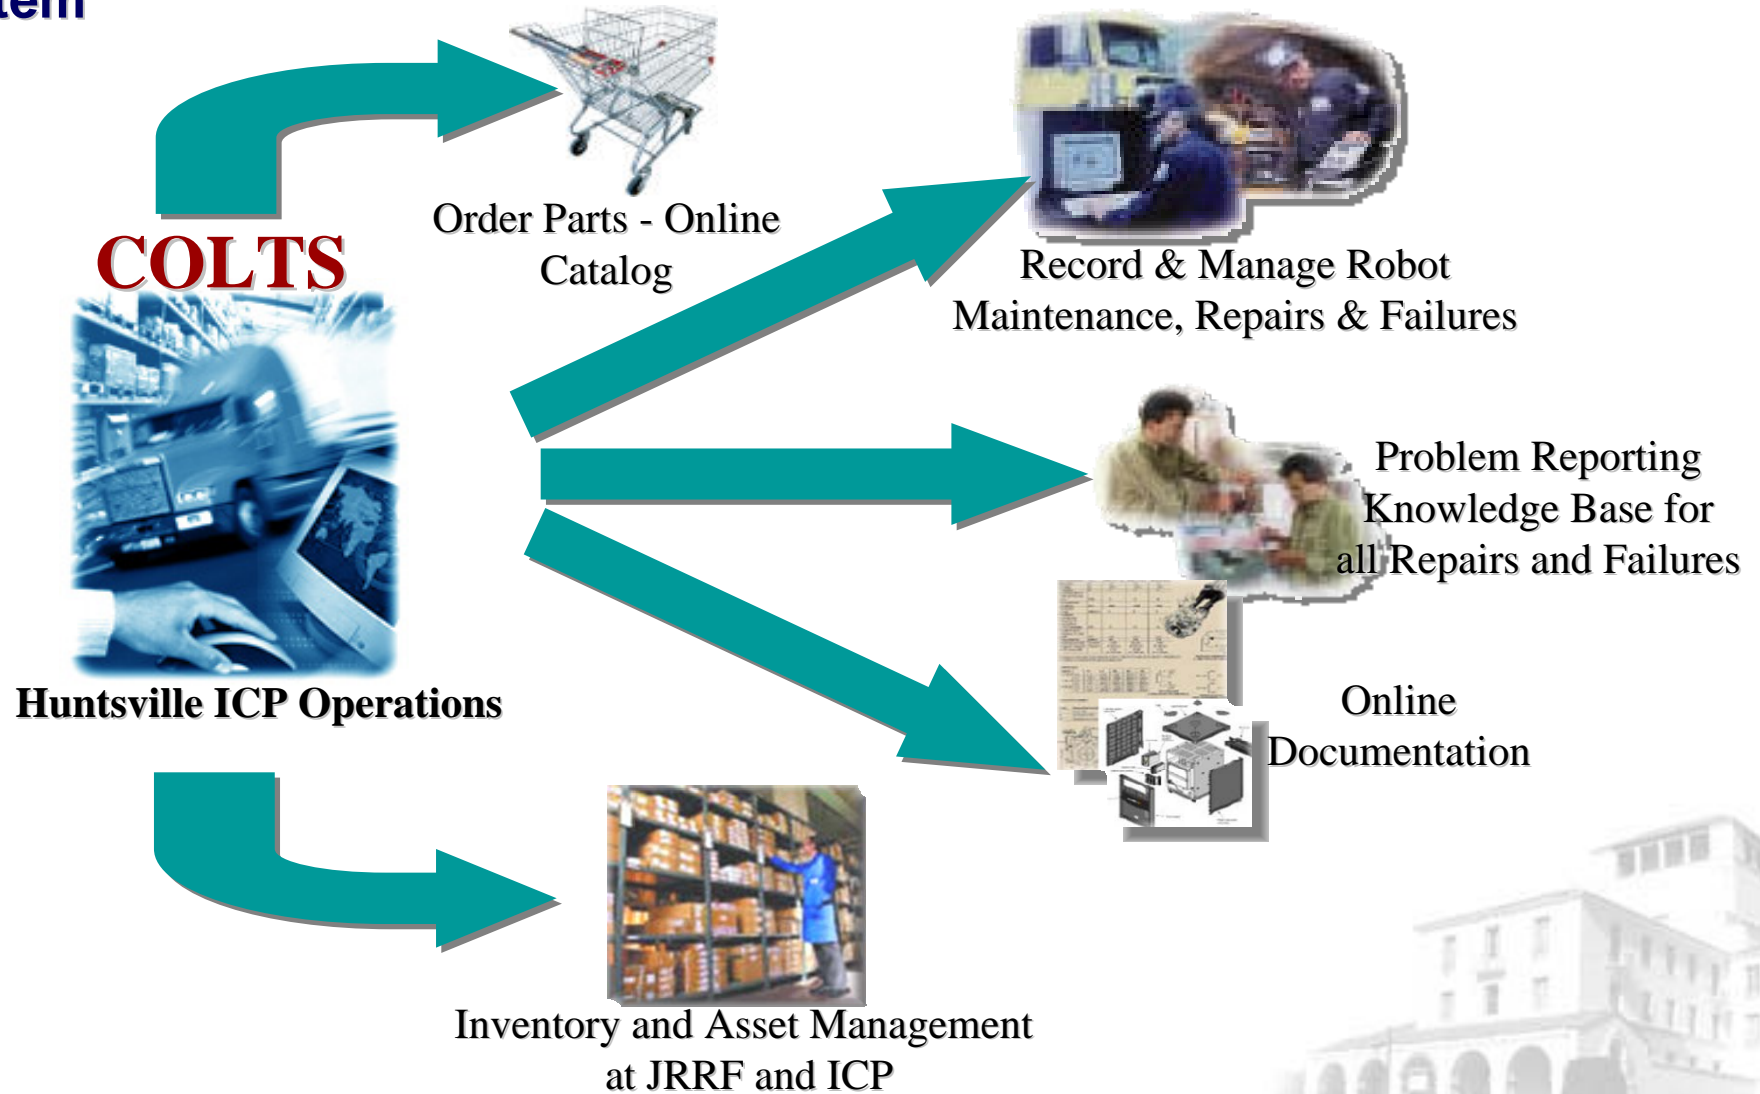 COLTS
Huntsville ICP Operations
Order Parts - Online
Catalog
Record & Manage Robot
Maintenance, Repairs & Failures
Problem Reporting
Knowledge Base for
all Repairs and Failures
Online
Documentation
Inventory and Asset Management
at JRRF and ICP